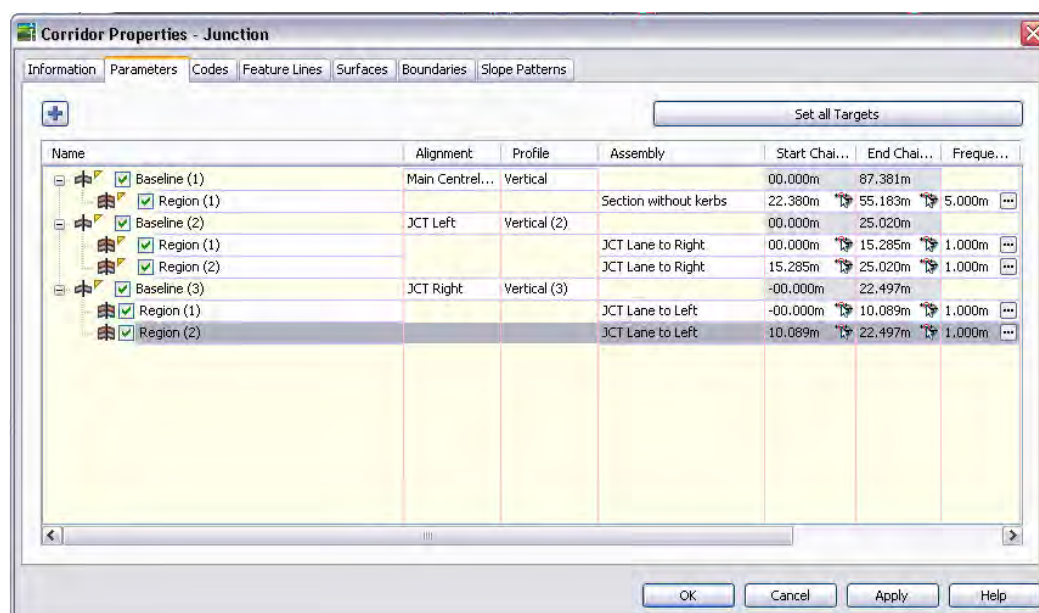 Corridor Properties - Junction
Information Parameters Codes Feature Lines Surfaces Boundaries Slope Patterns
Set all Targets
Name Alignment Profile Assembly Start Chai... End Chai... Freque...
Baseline (1) Main Centrel... Vertical 00.000m 87.381m
Region (1) Section without kerbs 22.380m 55.183m 5.000m ...
Baseline (2) JCT Left Vertical (2) 00.000m 25.020m
Region (1) JCT Lane to Right 00.000m 15.285m 1.000m ...
Region (2) JCT Lane to Right 15.285m 25.020m 1.000m ...
Baseline (3) JCT Right Vertical (3) -00.000m 22.497m
Region (1) JCT Lane to Left -00.000m 10.089m 1.000m ...
Region (2) JCT Lane to Left 10.089m 22.497m 1.000m ...
OK Cancel Apply Help